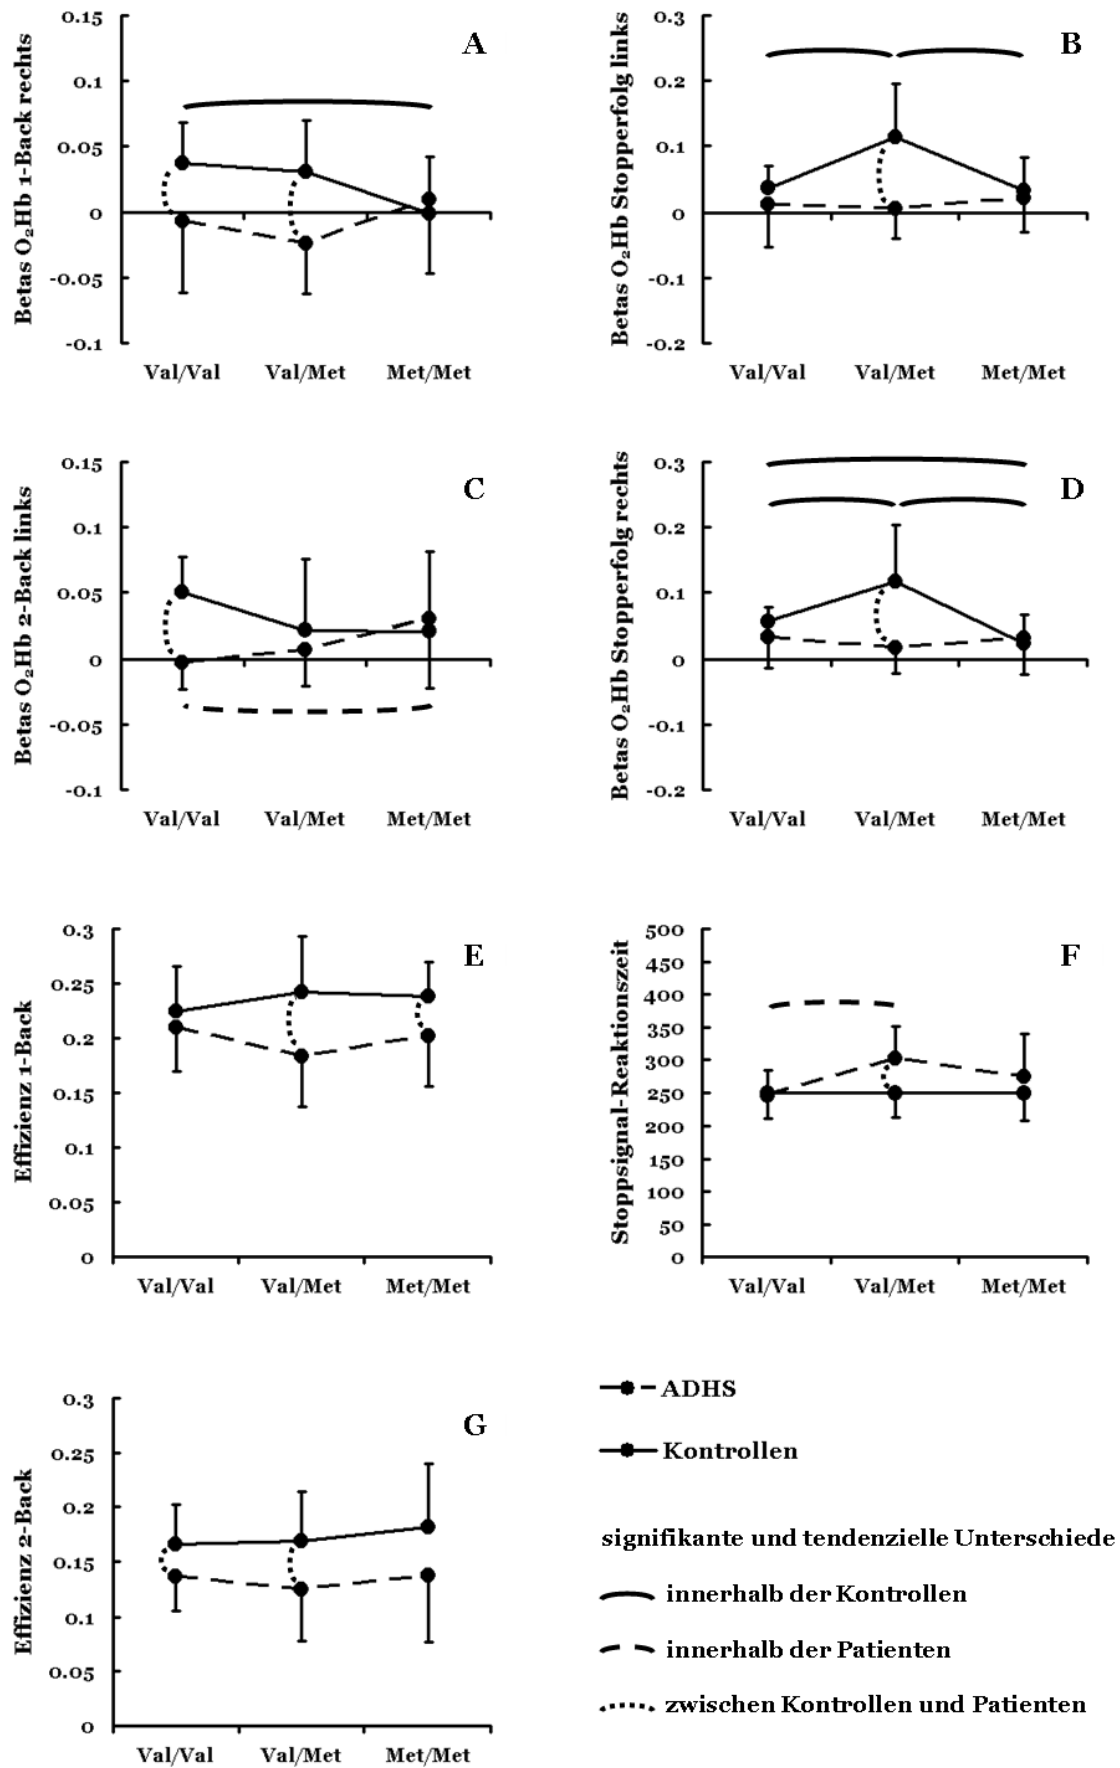 A
Betas O₂Hb 1-Back rechts
0.15
0.1
0.05
0
-0.05
-0.1
Val/Val Val/Met Met/Met
B
Betas O₂Hb Stopperfolg links
0.3
0.2
0.1
0
-0.1
-0.2
Val/Val Val/Met Met/Met
C
Betas O₂Hb 2-Back links
0.15
0.1
0.05
0
-0.05
-0.1
Val/Val Val/Met Met/Met
D
Betas O₂Hb Stopperfolg rechts
0.3
0.2
0.1
0
-0.1
-0.2
Val/Val Val/Met Met/Met
E
Effizienz 1-Back
0.3
0.25
0.2
0.15
0.1
0.05
0
Val/Val Val/Met Met/Met
F
Stoppsignal-Reaktionszeit
500
450
400
350
300
250
200
150
100
50
0
Val/Val Val/Met Met/Met
G
Effizienz 2-Back
0.3
0.25
0.2
0.15
0.1
0.05
0
Val/Val Val/Met Met/Met
ADHS
Kontrollen
signifikante und tendenzielle Unterschiede
innerhalb der Kontrollen
innerhalb der Patienten
zwischen Kontrollen und Patienten